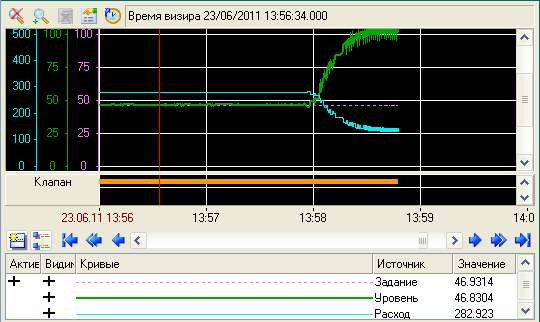 Время визира 23/06/2011 13:56:34.000
500 100 100
400 75 75
300
200 50 50
100 25 25
0 0 0
Клапан
23.06.11 13:56 13:57 13:58 13:59 14:0
Актив Видим Кривые Источник Значение
Задание 46.9314
Уровень 46.8304
Расход 282.923